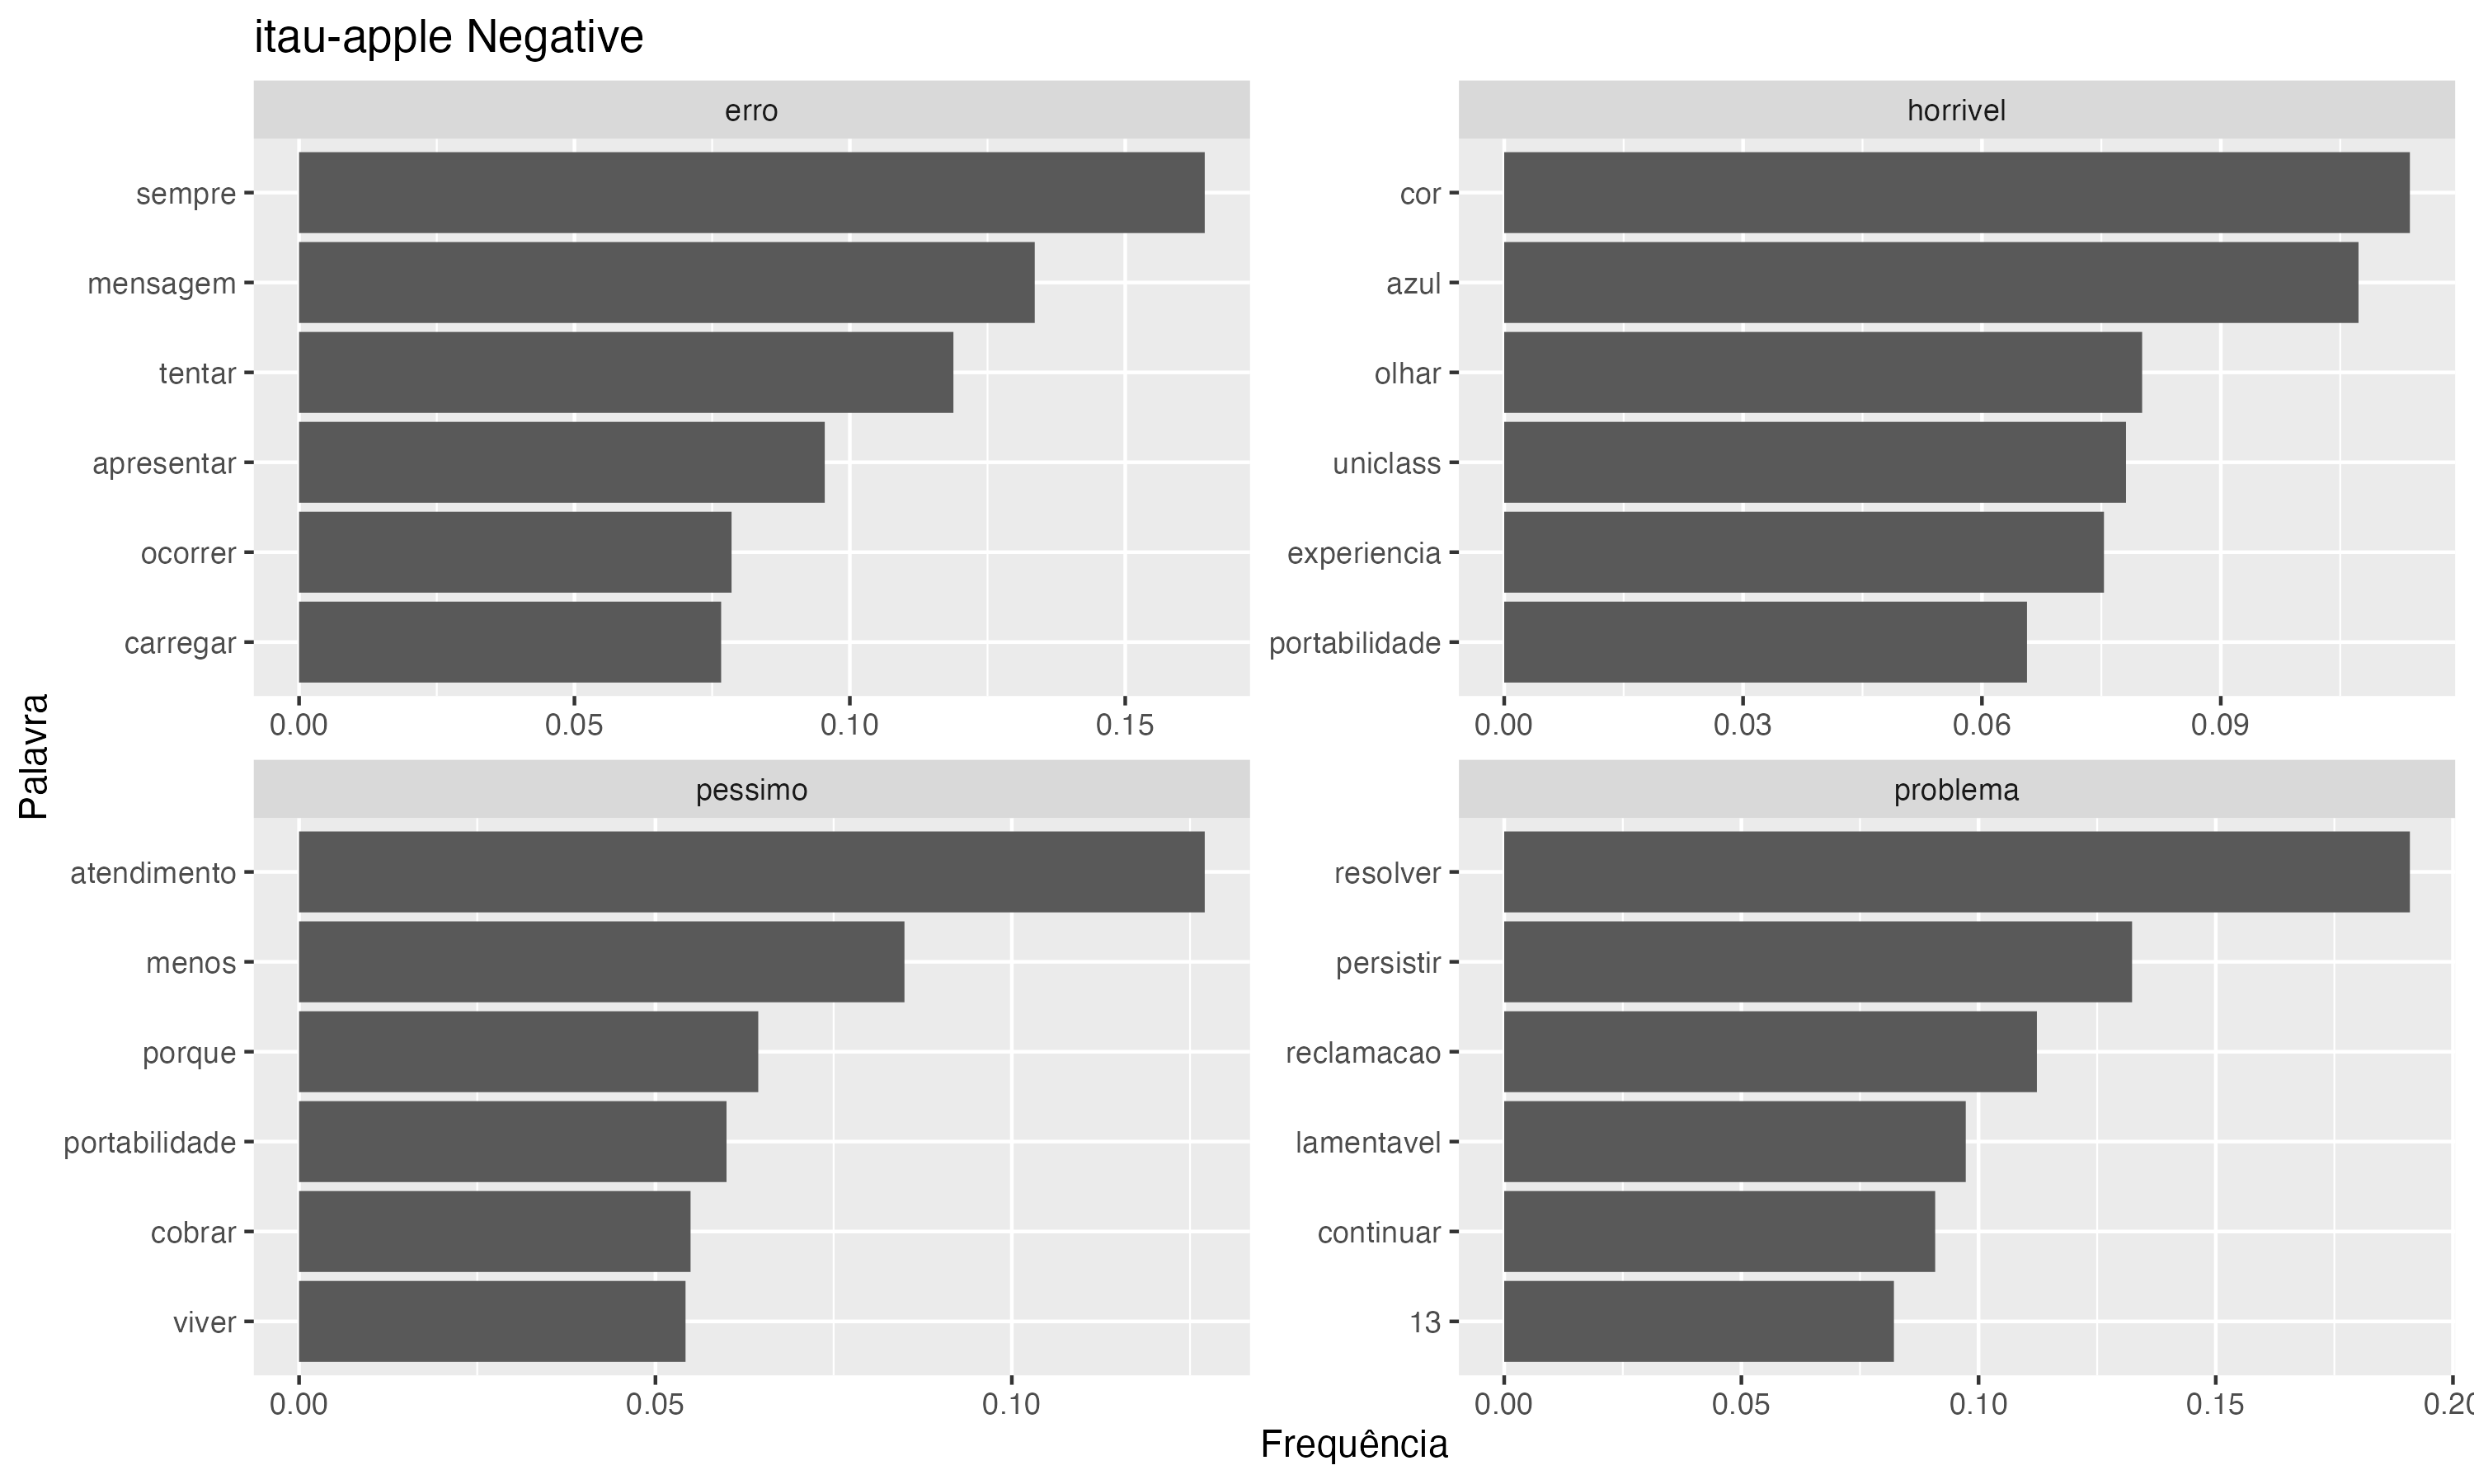 itau-apple Negative
erro
sempre
mensagem
tentar
apresentar
ocorrer
carregar
0.00 0.05 0.10 0.15
horrivel
cor
azul
olhar
uniclass
experiencia
portabilidade
0.00 0.03 0.06 0.09
pessimo
atendimento
menos
porque
portabilidade
cobrar
viver
0.00 0.05 0.10
problema
resolver
persistir
reclamacao
lamentavel
continuar
13
0.00 0.05 0.10 0.15 0.20
Palavra
Frequência